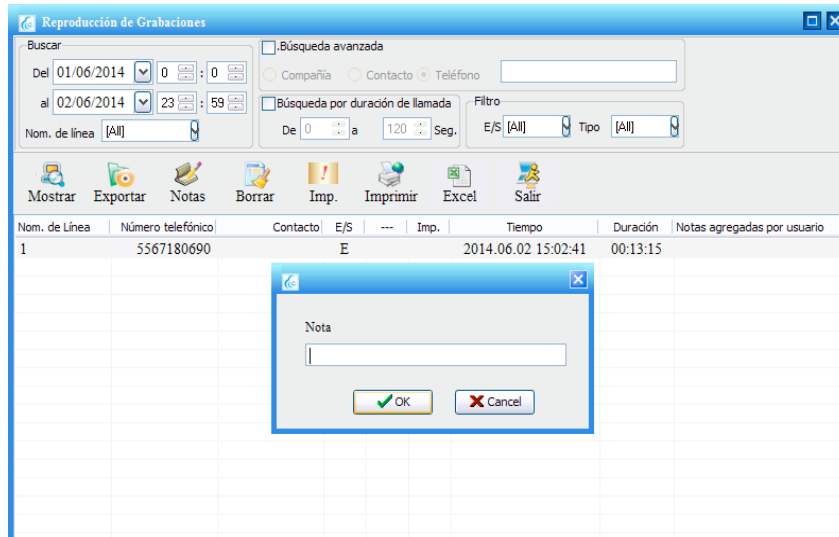 Reproducción de Grabaciones
Buscar
Del 01/06/2014 0 : 0
al 02/06/2014 23 : 59
Nom. de línea [All]
.Búsqueda avanzada
Compañía Contacto Teléfono
Búsqueda por duración de llamada
De 0 a 120 Seg.
Filtro
E/S [All] Tipo [All]
Mostrar Exportar Notas Borrar Imp. Imprimir Excel Salir
Nom. de Línea Número telefónico Contacto E/S --- Imp. Tiempo Duración Notas agregadas por usuario
1 5567180690 E 2014.06.02 15:02:41 00:13:15
Nota
OK Cancel